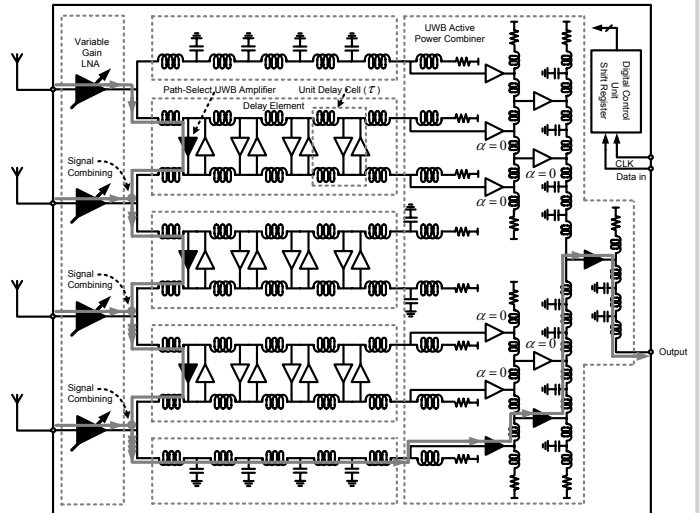 Variable
Gain
LNA
UWB Active
Power Combiner
Digital Control
Unit
Shift Register
Path-Select UWB Amplifier
Unit Delay Cell ( τ )
Delay Element
α = 0
α = 0
α = 0
α = 0
CLK
Data in
Signal
Combining
Signal
Combining
α = 0
α = 0
α = 0
Output
Signal
Combining